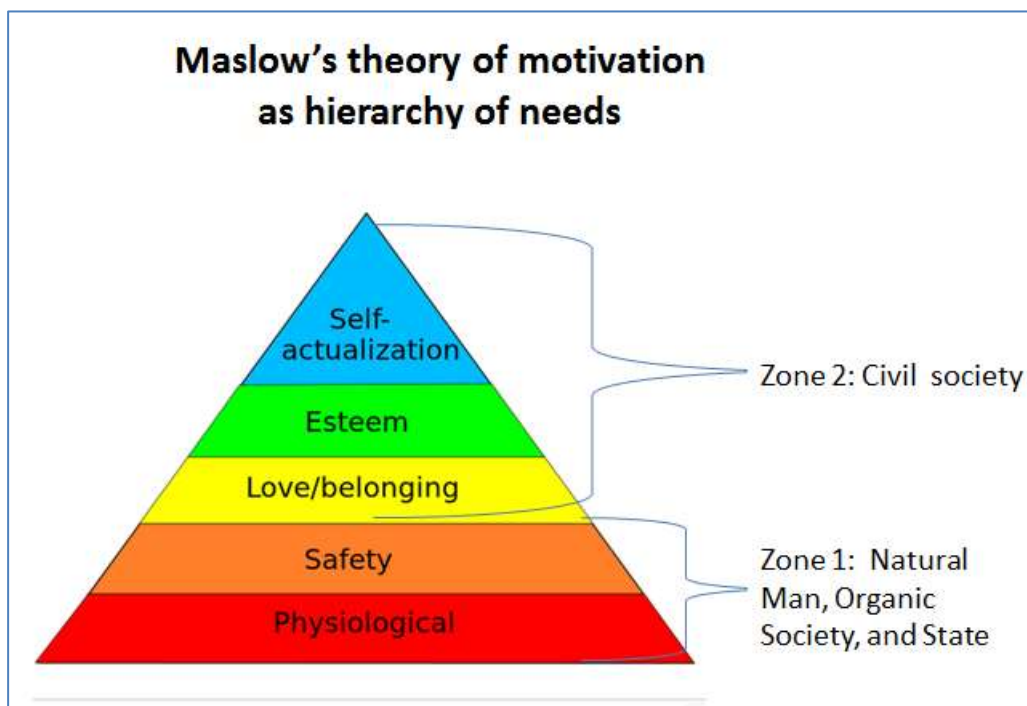 Maslow’s theory of motivation
as hierarchy of needs
Self-
actualization
Esteem
Love/belonging
Safety
Physiological
Zone 2: Civil society
Zone 1: Natural
Man, Organic
Society, and State